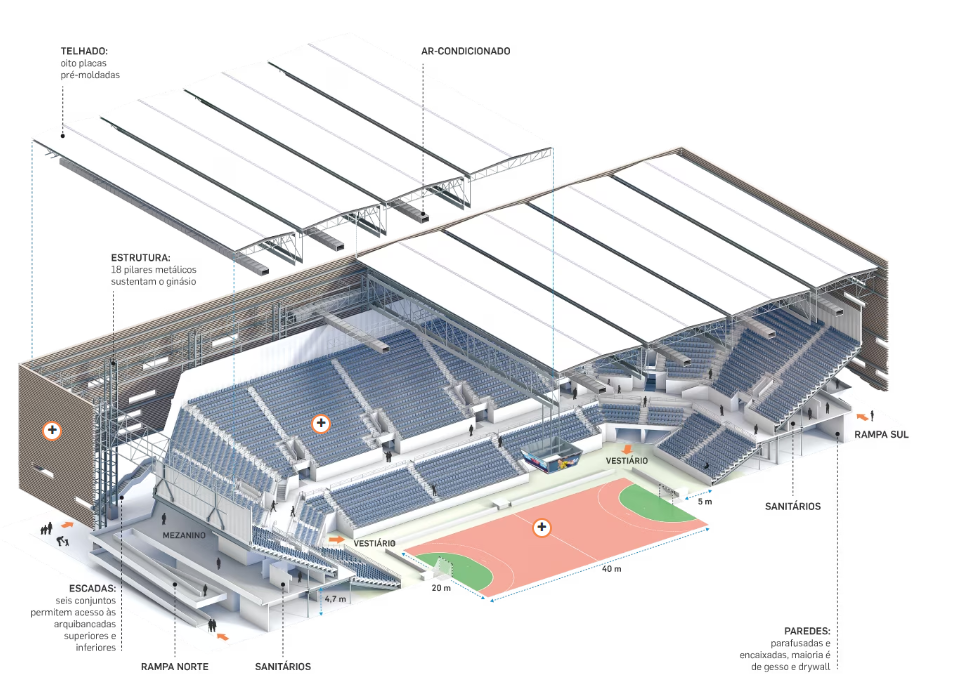 TELHADO:
oito placas
pré-moldadas
AR-CONDICIONADO
ESTRUTURA:
18 pilares metálicos
sustentam o ginásio
RAMPA SUL
VESTIÁRIO
5 m
SANITÁRIOS
MEZANINO
VESTIÁRIO
40 m
20 m
4,7 m
ESCADAS:
seis conjuntos
permitem acesso às
arquibancadas
superiores e
inferiores
RAMPA NORTE
SANITÁRIOS
PAREDES:
parafusadas e
encaixadas, maioria é
de gesso e drywall